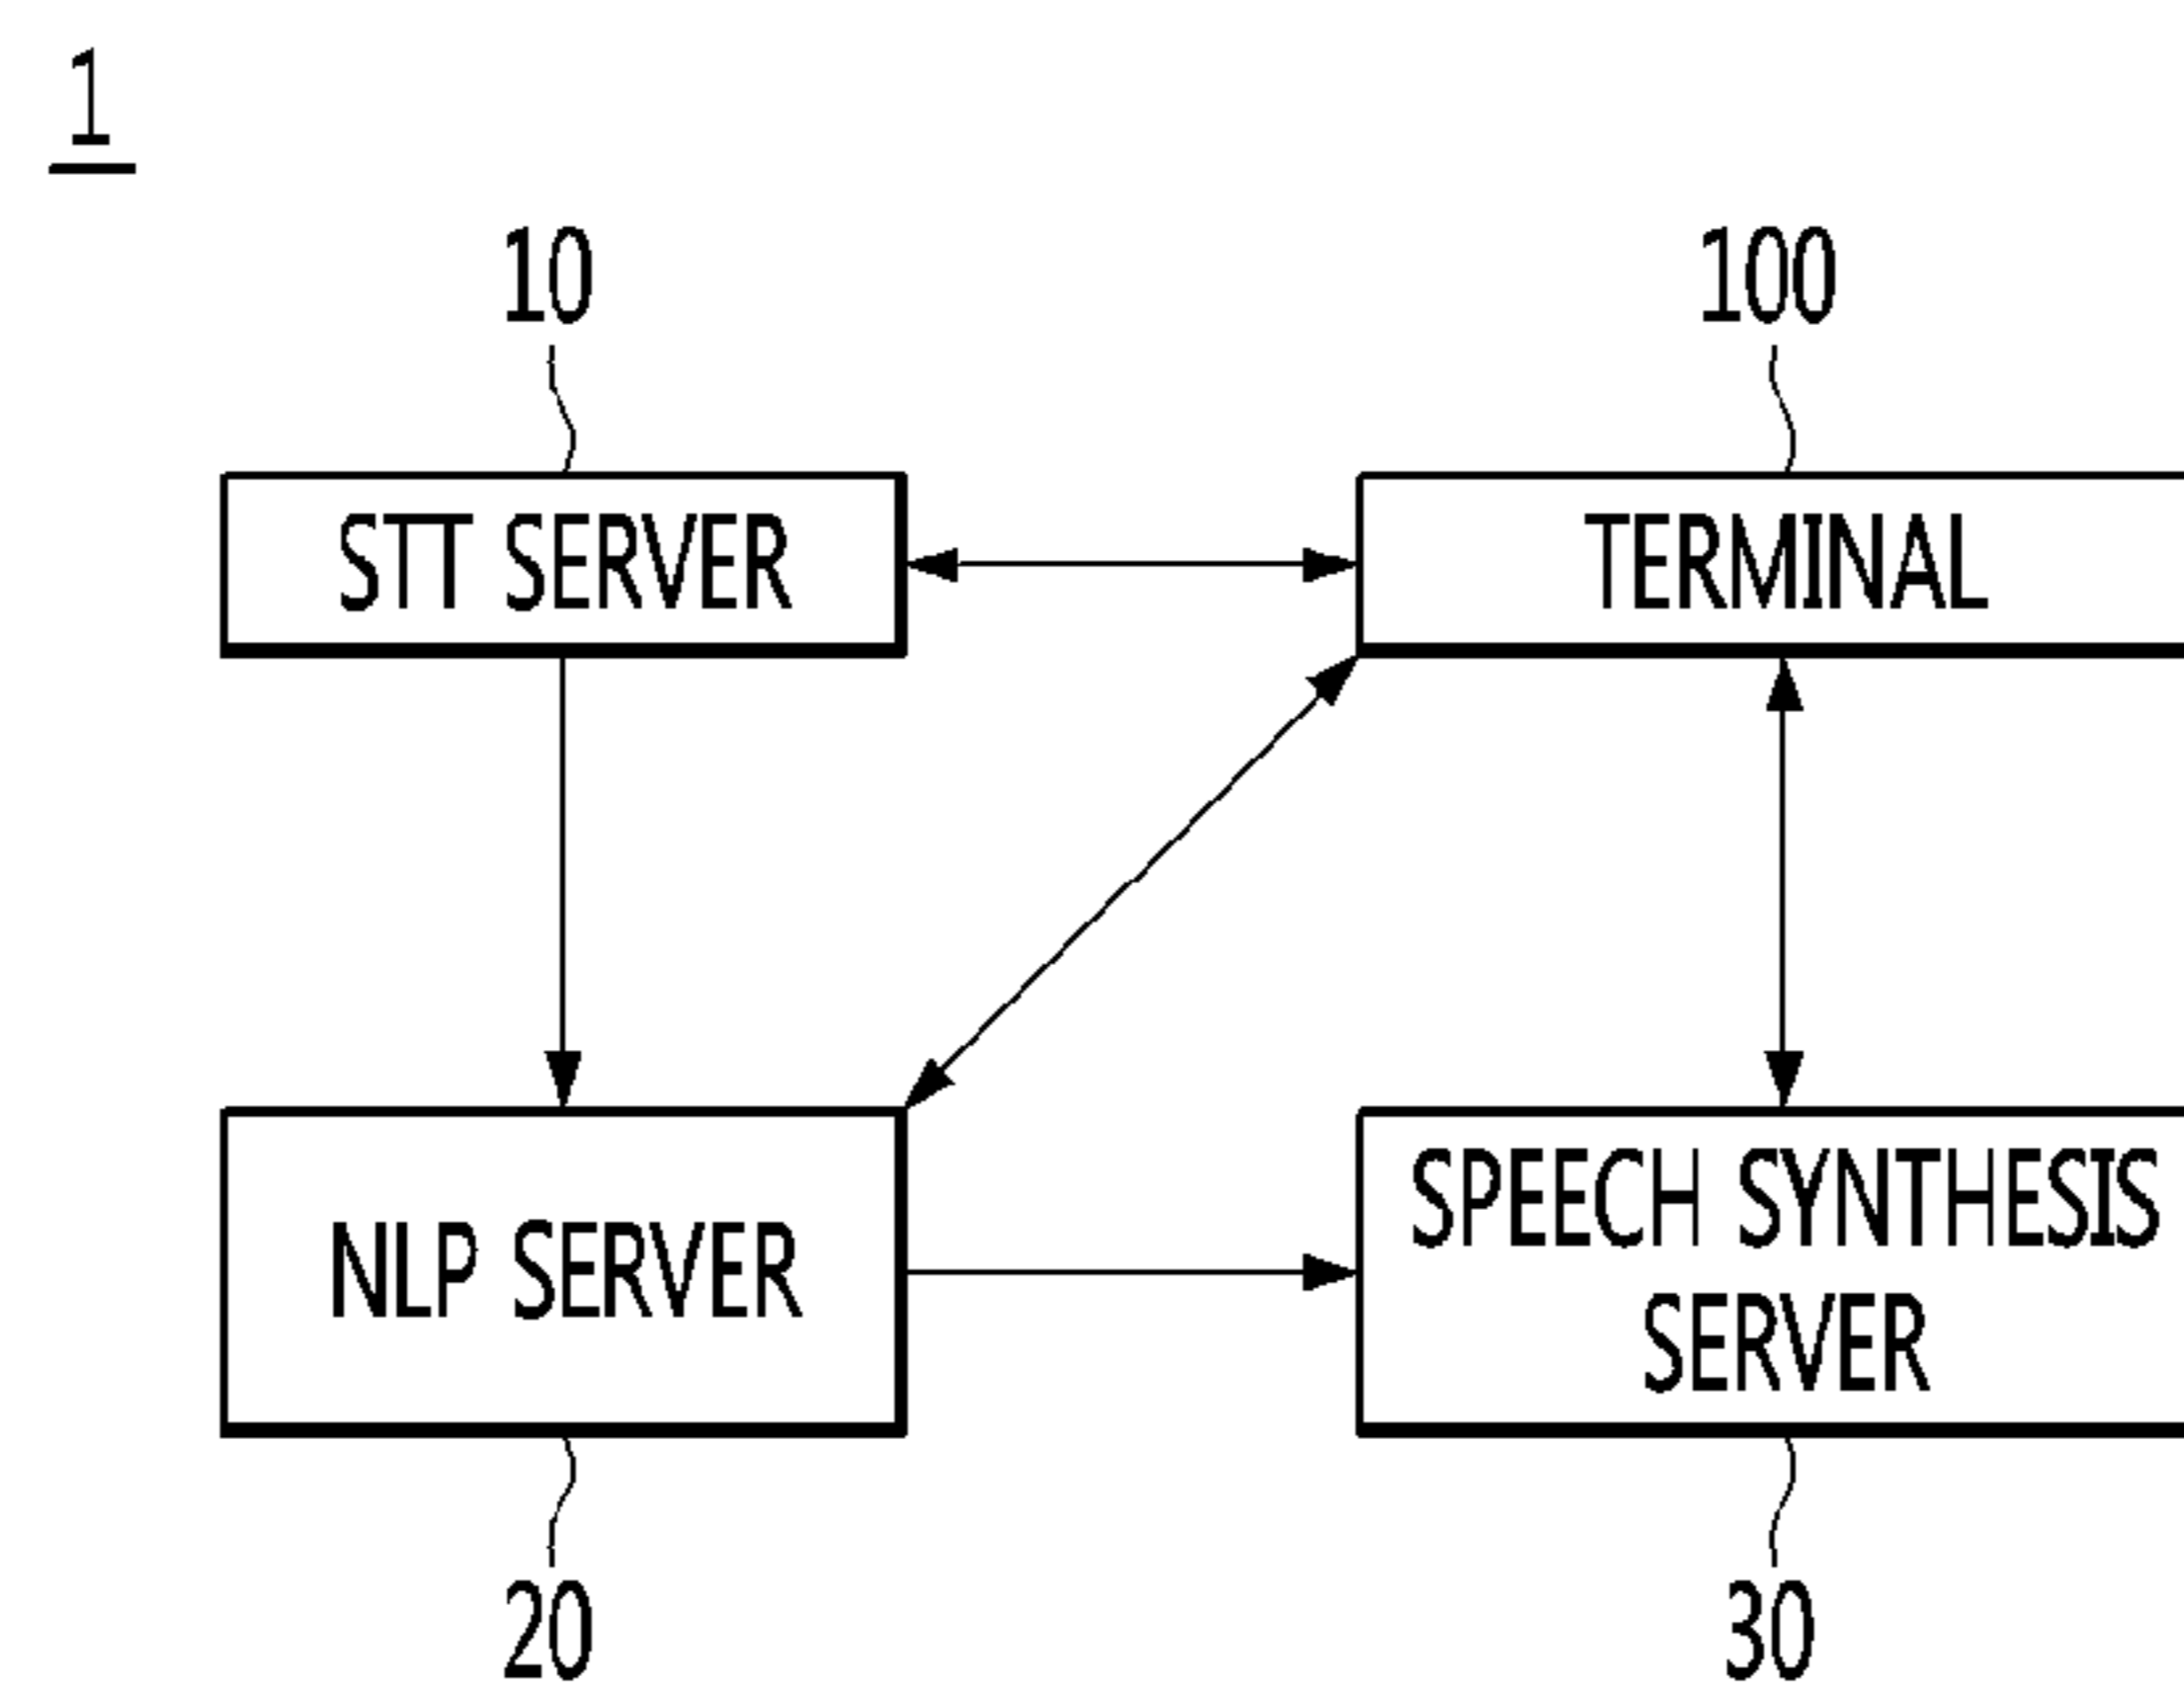 1
10
100
STT SERVER
TERMINAL
NLP SERVER
SPEECH SYNTHESIS
SERVER
20
30